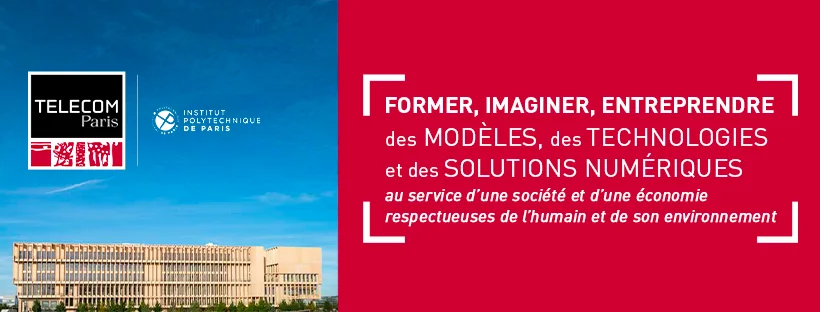 TELECOM
Paris
INSTITUT
POLYTECHNIQUE
DE PARIS
FORMER, IMAGINER, ENTREPRENDRE
des MODÈLES, des TECHNOLOGIES
et des SOLUTIONS NUMÉRIQUES
au service d'une société et d'une économie
respectueuses de l'humain et de son environnement